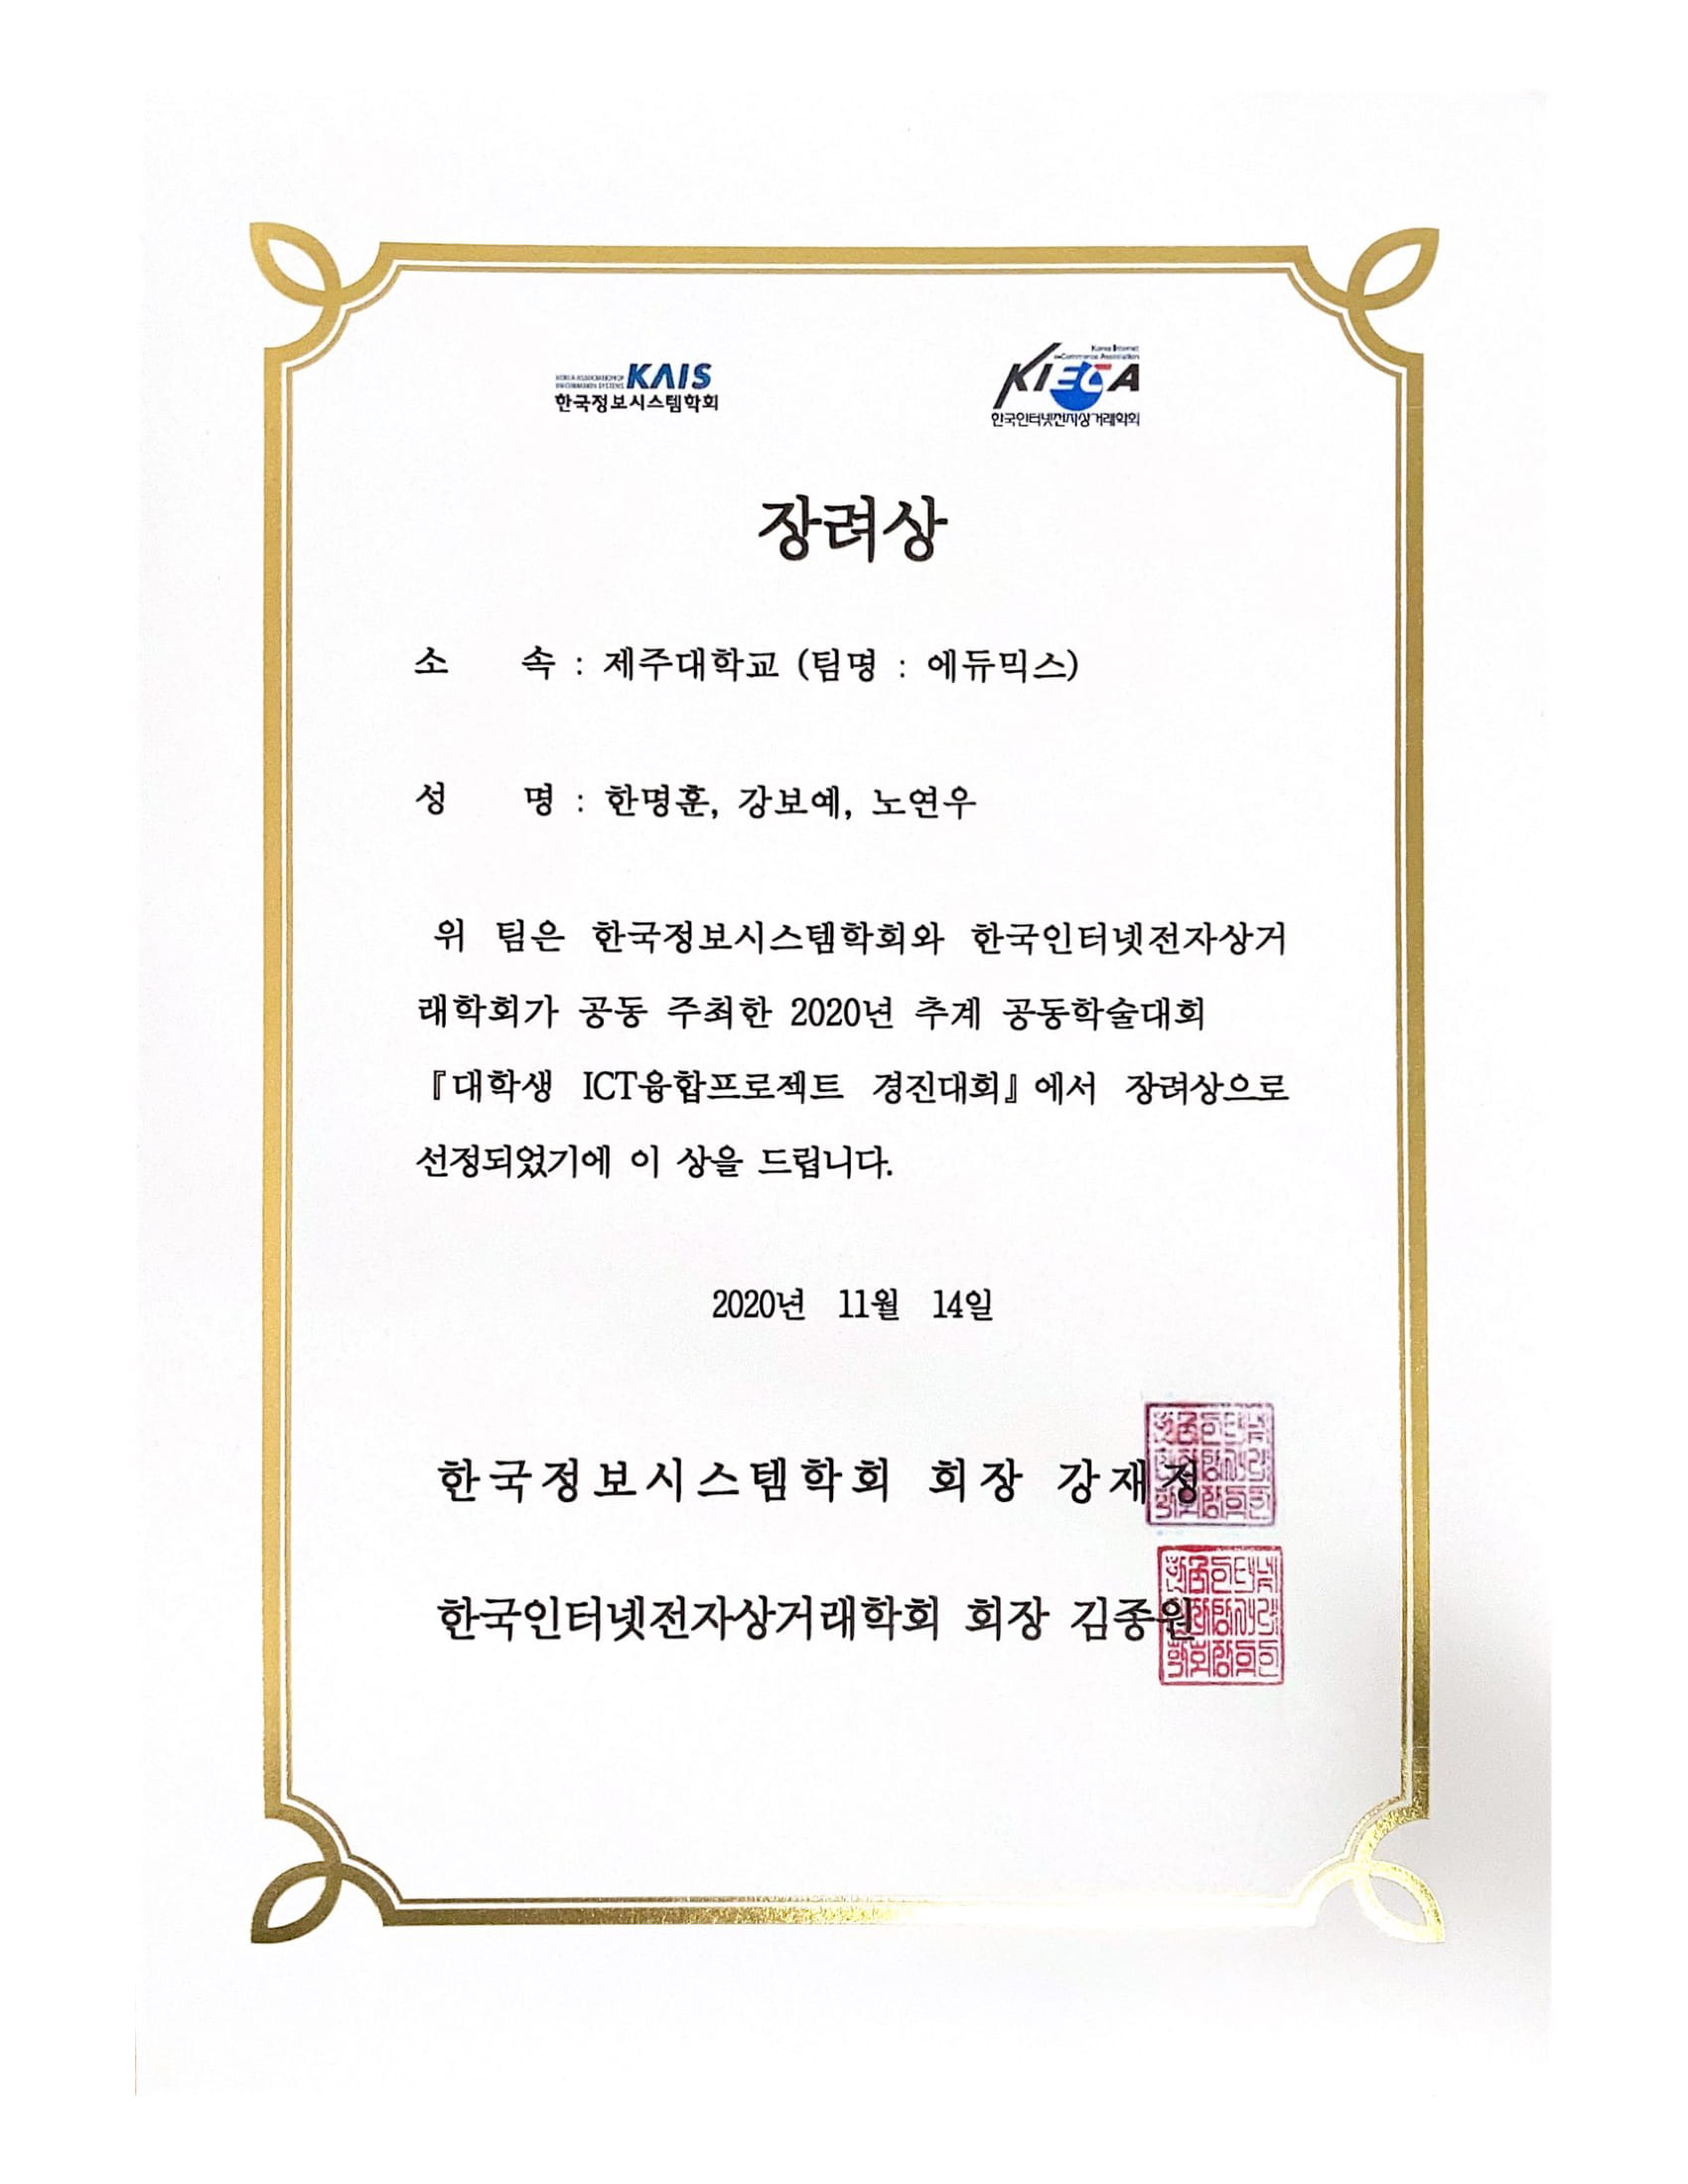 KOREA ASSOCIATION OF
INFORMATION SYSTEMS KAIS
한국정보시스템학회
Korea Internet
e-Commerce Association
KIECA
한국인터넷전자상거래학회
장려상
소 속 : 제주대학교 (팀명 : 에듀믹스)
성 명 : 한명훈, 강보예, 노연우
위 팀은 한국정보시스템학회와 한국인터넷전자상거
래학회가 공동 주최한 2020년 추계 공동학술대회
『대학생 ICT융합프로젝트 경진대회』에서 장려상으로
선정되었기에 이 상을 드립니다.
2020년 11월 14일
한국정보시스템학회 회장 강재정
한국인터넷전자상거래학회 회장 김종원